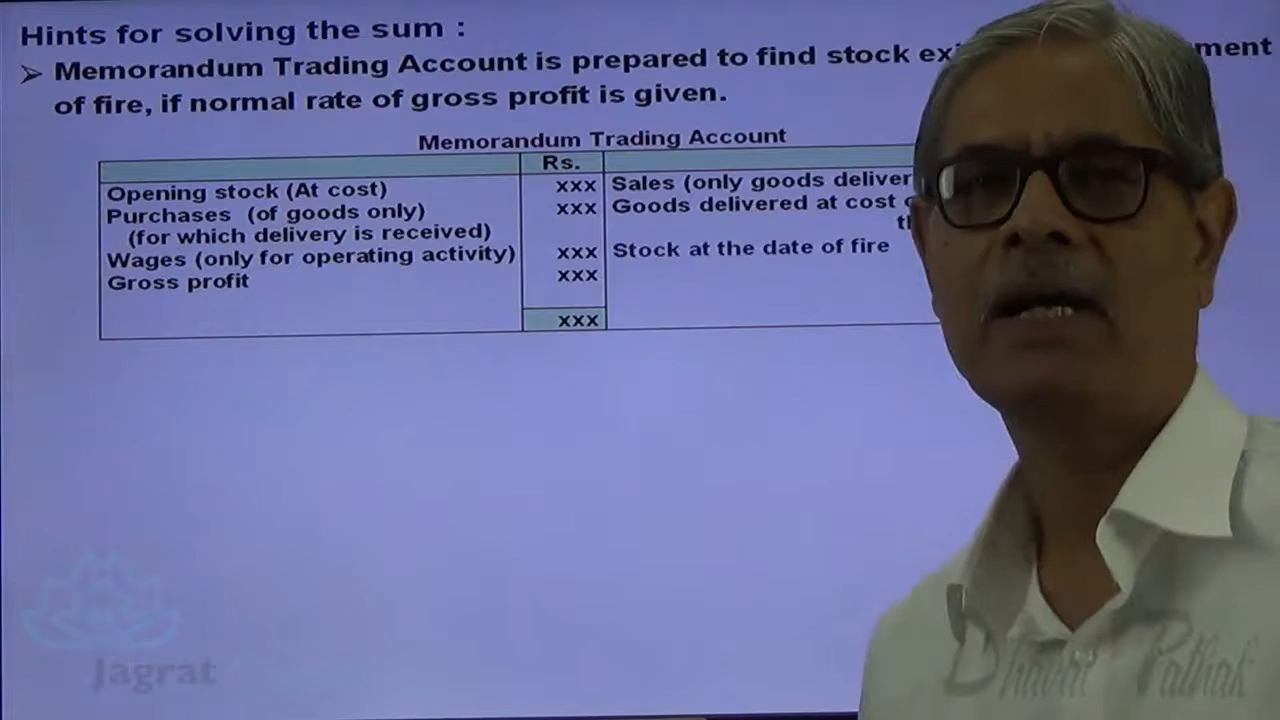 Hints for solving the sum :
➢ Memorandum Trading Account is prepared to find stock
of fire, if normal rate of gross profit is given.
Memorandum Trading Account
Rs.
Opening stock (At cost) xxx Sales (only goods
Purchases (of goods only) xxx Goods delivered at cost
(for which delivery is received)
Wages (only for operating activity) xxx Stock at the date of fire
Gross profit xxx
xxx
Jagrat
Dhaval Pathak